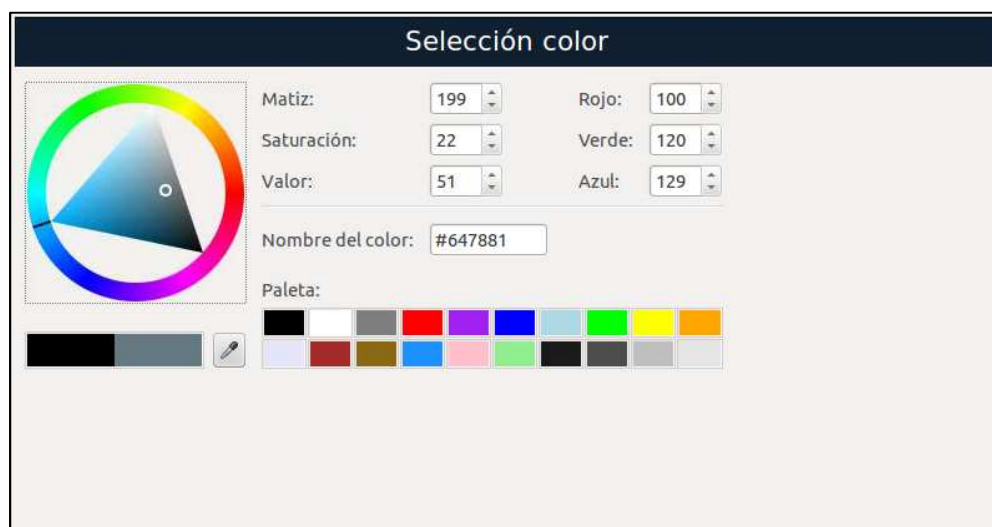 Selección color
Matiz: 199 Rojo: 100
Saturación: 22 Verde: 120
Valor: 51 Azul: 129
Nombre del color: #647881
Paleta: